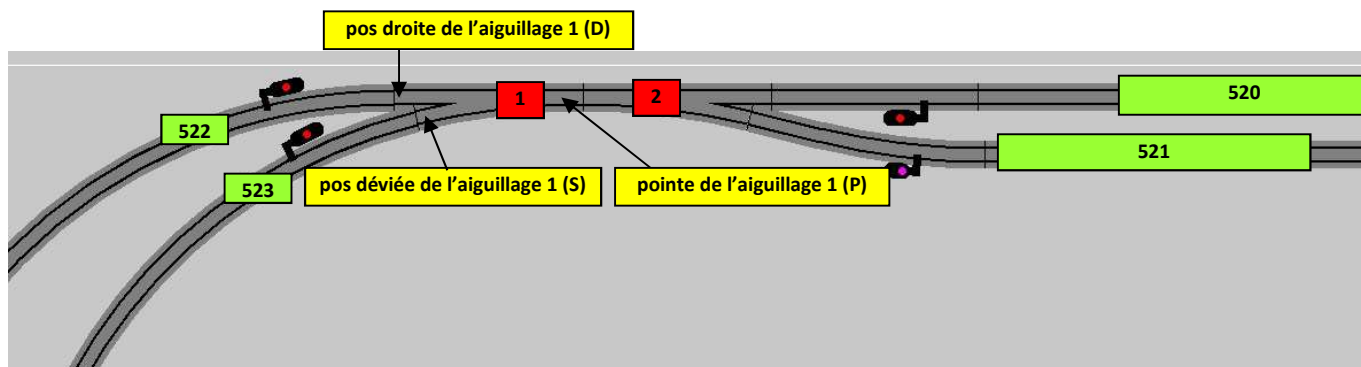 pos droite de l’aiguillage 1 (D)
1
2
520
522
521
pos déviée de l’aiguillage 1 (S)
pointe de l’aiguillage 1 (P)
523